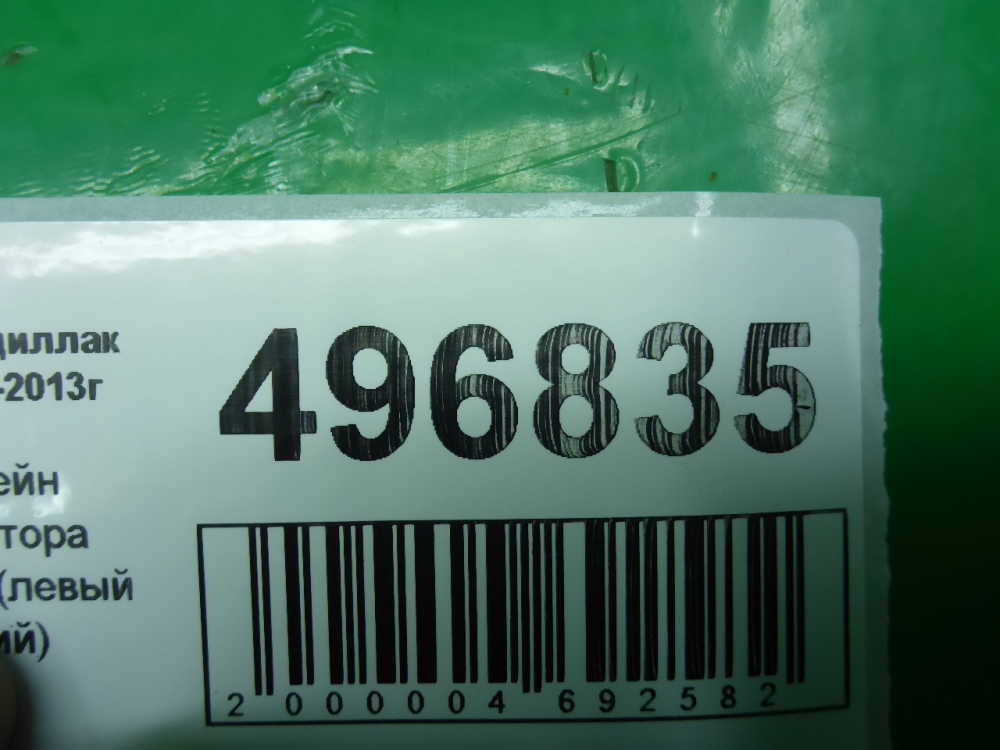 диллак
-2013г
496835
ейн
тора
(левый
ий)
2 000004 692582